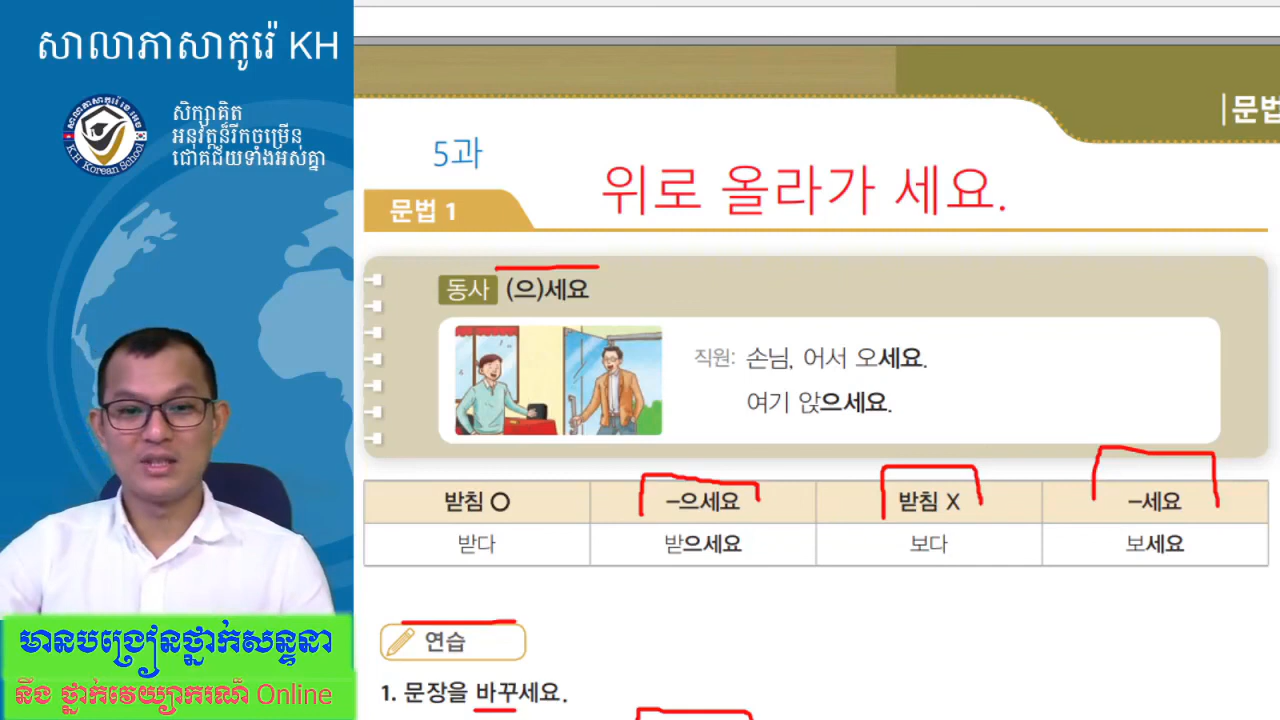 សាលាភាសាកូរ៉េ KH
សិក្សាគិត
អនុវត្តន៍រីកចម្រើន
ជោគជ័យទាំងអស់គ្នា
K.H Korean School
មានបង្រៀនថ្នាក់សន្ទនា
និង ថ្នាក់វេយ្យាករណ៍ Online
문법
5과
위로 올라가 세요.
문법 1
동사 (으)세요
직원: 손님, 어서 오세요.
여기 앉으세요.
받침 O –으세요 받침 X –세요
받다 받으세요 보다 보세요
연습
1. 문장을 바꾸세요.